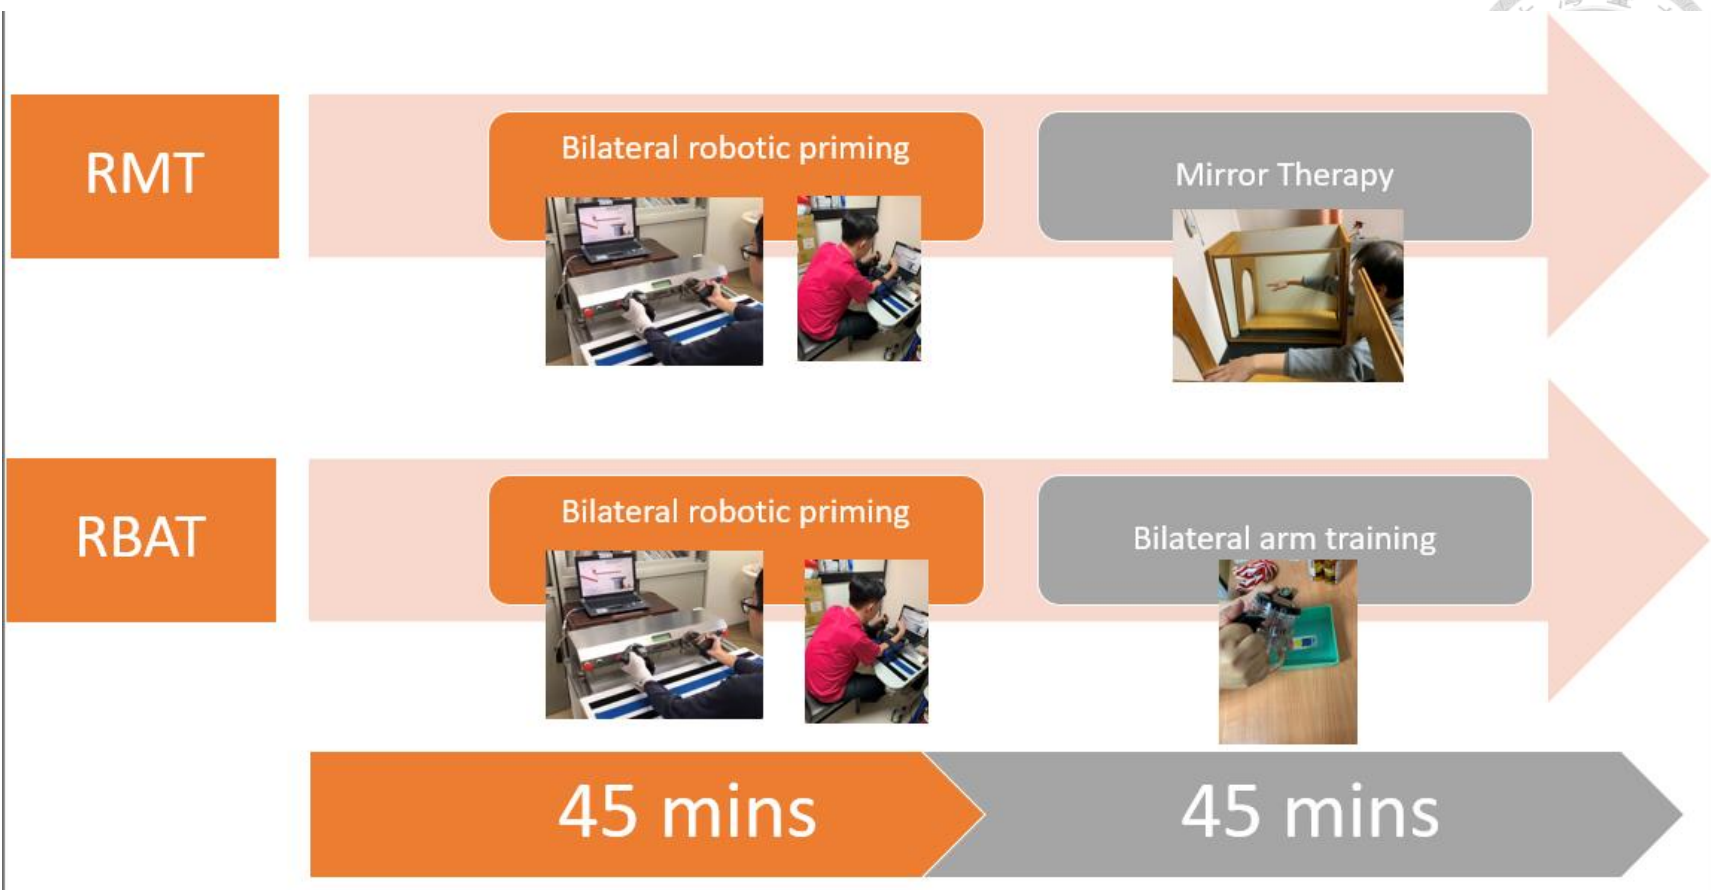 RMT
Bilateral robotic priming
Mirror Therapy
RBAT
Bilateral robotic priming
Bilateral arm training
45 mins
45 mins